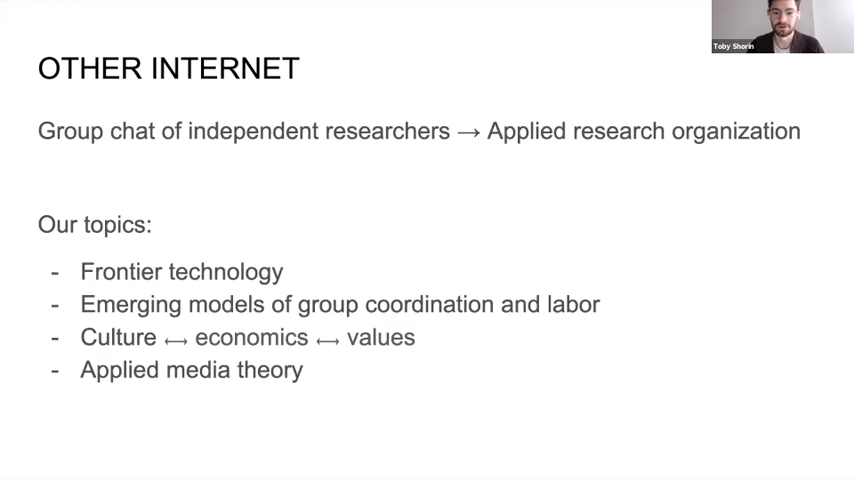 Toby Shorin
OTHER INTERNET
Group chat of independent researchers → Applied research organization
Our topics:
- Frontier technology
- Emerging models of group coordination and labor
- Culture ⟷ economics ⟷ values
- Applied media theory